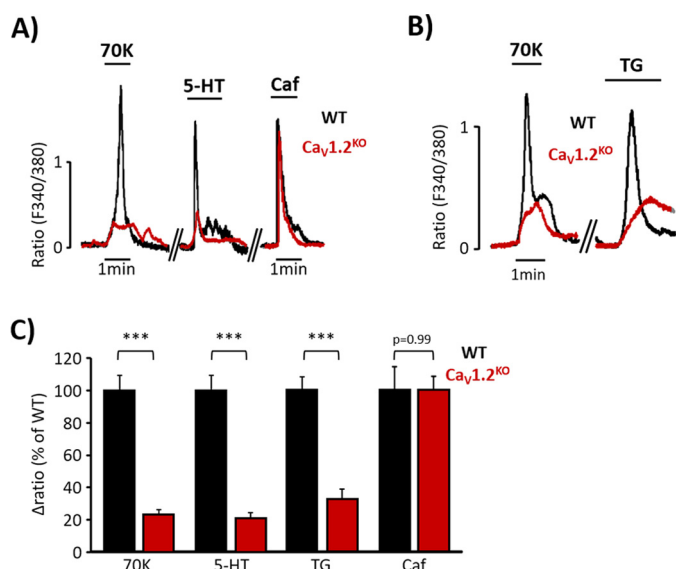 A)
70K
5-HT
Caf
WT
CaV1.2KO
Ratio (F340/380)
1
0
1min
1min
B)
70K
TG
WT
CaV1.2KO
Ratio (F340/380)
1
0
1min
C)
*** *** *** p=0.99
WT
CaV1.2KO
Δratio (% of WT)
120
100
80
60
40
20
0
70K 5-HT TG Caf